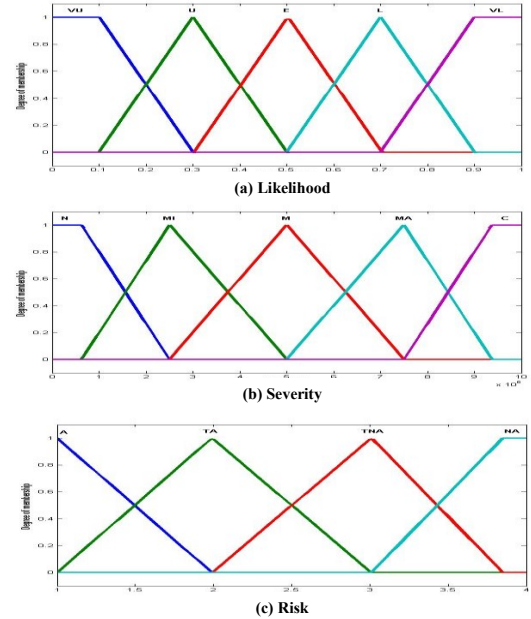 VU U E L VL
Degree of membership
1
0.8
0.6
0.4
0.2
0
0 0.1 0.2 0.3 0.4 0.5 0.6 0.7 0.8 0.9 1
(a) Likelihood
N MI M MA C
Degree of membership
1
0.8
0.6
0.4
0.2
0
0 1 2 3 4 5 6 7 8 9 10
(b) Severity
A TA TNA NA
Degree of membership
1
0.8
0.6
0.4
0.2
0
1 1.5 2 2.5 3 3.5 4
(c) Risk